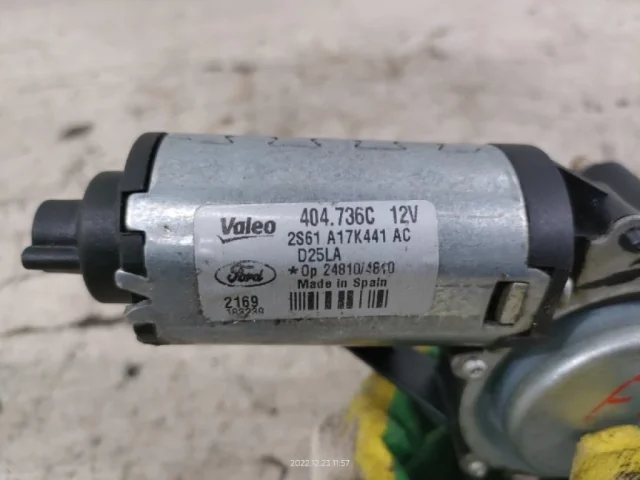 Valeo 404.736C 12V
2S61 A17K441 AC
D25LA
Ford *Op 24810/4810
Made in Spain
2169
2022.12.23 11:57